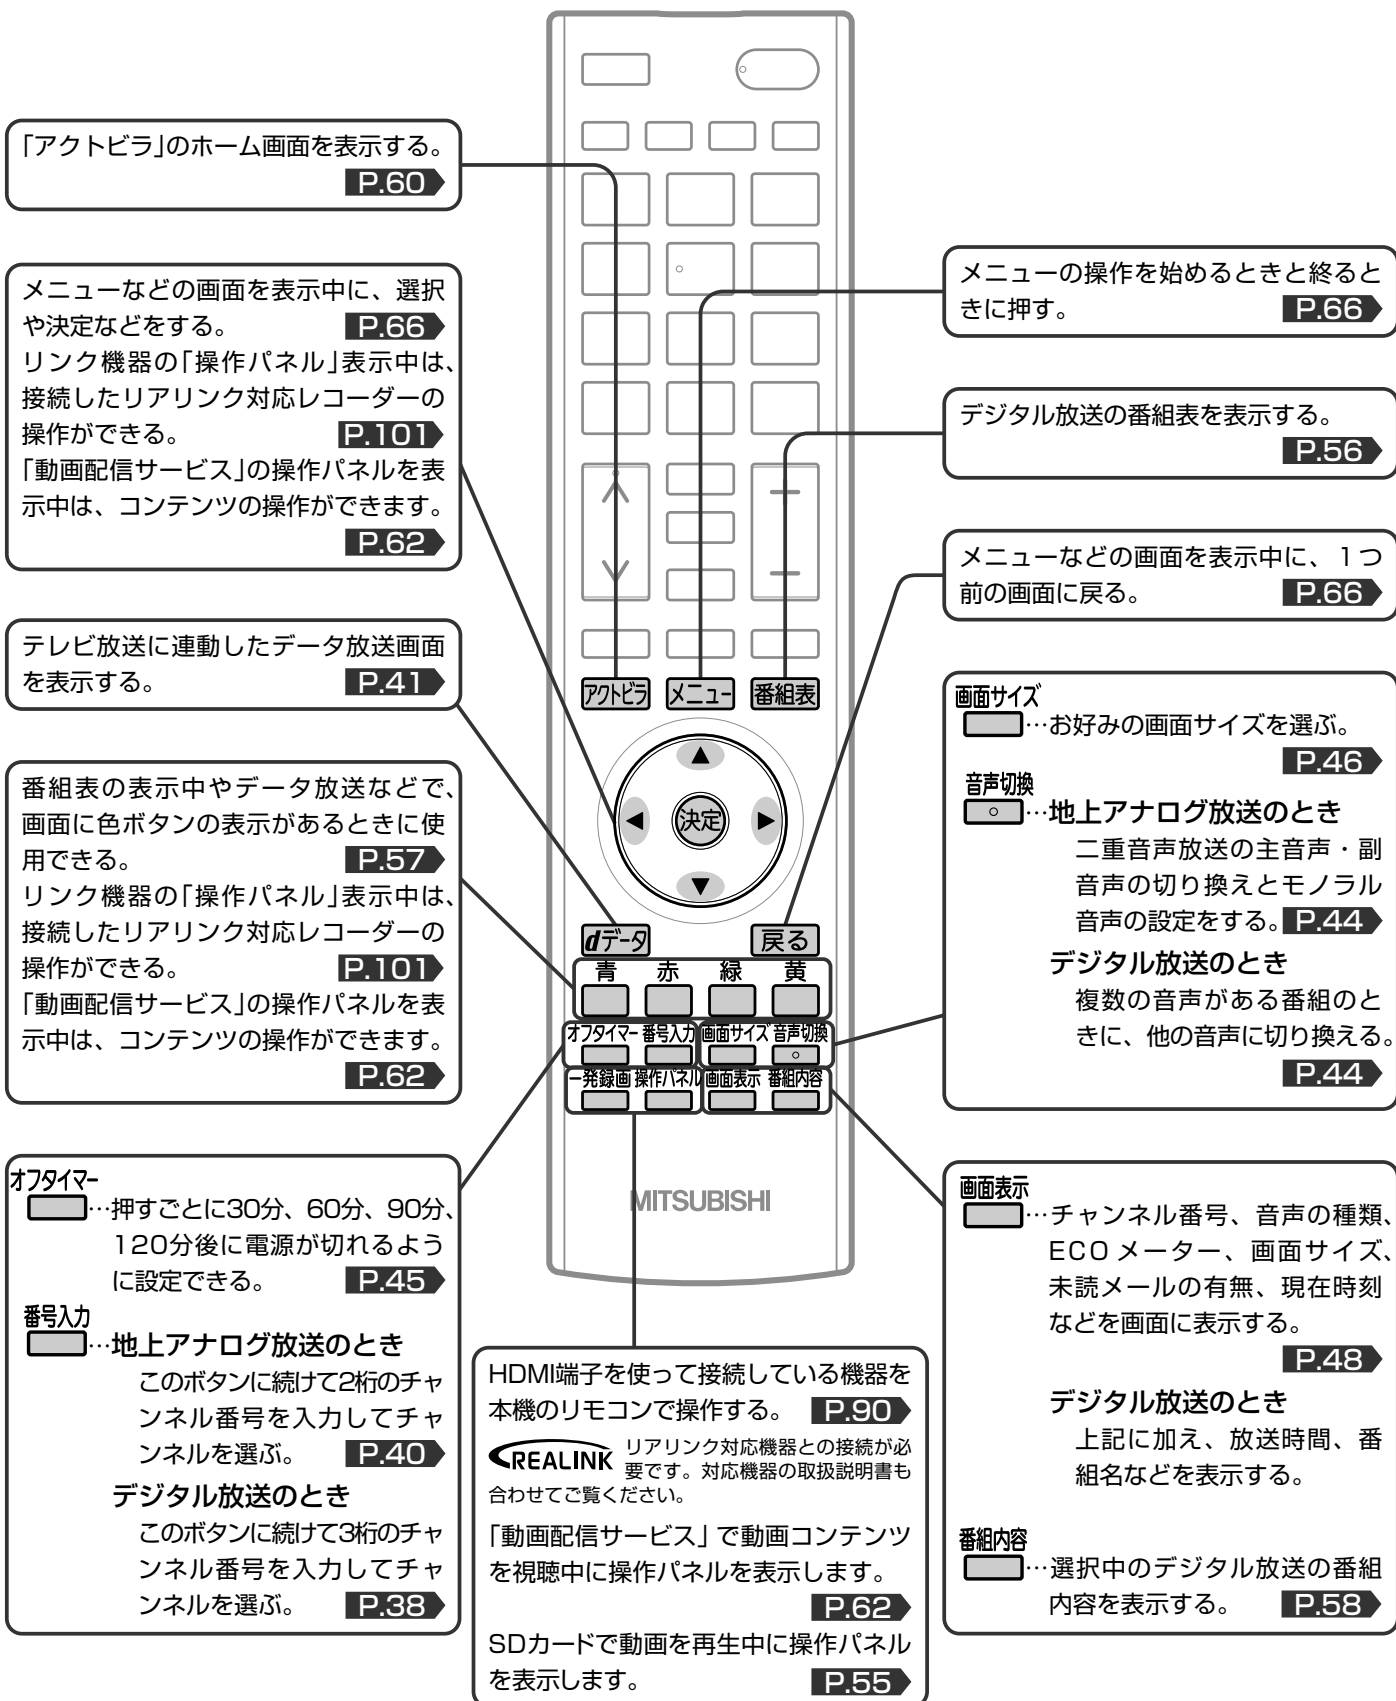 「アクトビラ」のホーム画面を表示する。
P.60
メニューなどの画面を表示中に、選択
や決定などをする。 P.66
リンク機器の「操作パネル」表示中は、
接続したリアリンク対応レコーダーの
操作ができる。 P.101
「動画配信サービス」の操作パネルを表
示中は、コンテンツの操作ができます。
P.62
テレビ放送に連動したデータ放送画面
を表示する。 P.41
番組表の表示中やデータ放送などで、
画面に色ボタンの表示があるときに使
用できる。 P.57
リンク機器の「操作パネル」表示中は、
接続したリアリンク対応レコーダーの
操作ができる。 P.101
「動画配信サービス」の操作パネルを表
示中は、コンテンツの操作ができます。
P.62
オフタイマー
…押すごとに30分、60分、90分、
120分後に電源が切れるよう
に設定できる。 P.45
番号入力
…地上アナログ放送のとき
このボタンに続けて2桁のチャ
ンネル番号を入力してチャ
ンネルを選ぶ。 P.40
デジタル放送のとき
このボタンに続けて3桁のチャ
ンネル番号を入力してチャ
ンネルを選ぶ。 P.38
アクトビラ メニュー 番組表
決定
dデータ 戻る
青 赤 緑 黄
オフタイマー 番号入力 画面サイズ 音声切換
一発録画 操作パネル 画面表示 番組内容
MITSUBISHI
HDMI端子を使って接続している機器を
本機のリモコンで操作する。 P.90
REALINK リアリンク対応機器との接続が必
要です。対応機器の取扱説明書も
合わせてご覧ください。
「動画配信サービス」で動画コンテンツ
を視聴中に操作パネルを表示します。
P.62
SDカードで動画を再生中に操作パネル
を表示します。 P.55
メニューの操作を始めるときと終ると
きに押す。 P.66
デジタル放送の番組表を表示する。
P.56
メニューなどの画面を表示中に、1つ
前の画面に戻る。 P.66
画面サイズ
…お好みの画面サイズを選ぶ。
P.46
音声切換
…地上アナログ放送のとき
二重音声放送の主音声・副
音声の切り換えとモノラル
音声の設定をする。 P.44
デジタル放送のとき
複数の音声がある番組のと
きに、他の音声に切り換える。
P.44
画面表示
…チャンネル番号、音声の種類、
ECOメーター、画面サイズ、
未読メールの有無、現在時刻
などを画面に表示する。
P.48
デジタル放送のとき
上記に加え、放送時間、番
組名などを表示する。
番組内容
…選択中のデジタル放送の番組
内容を表示する。 P.58